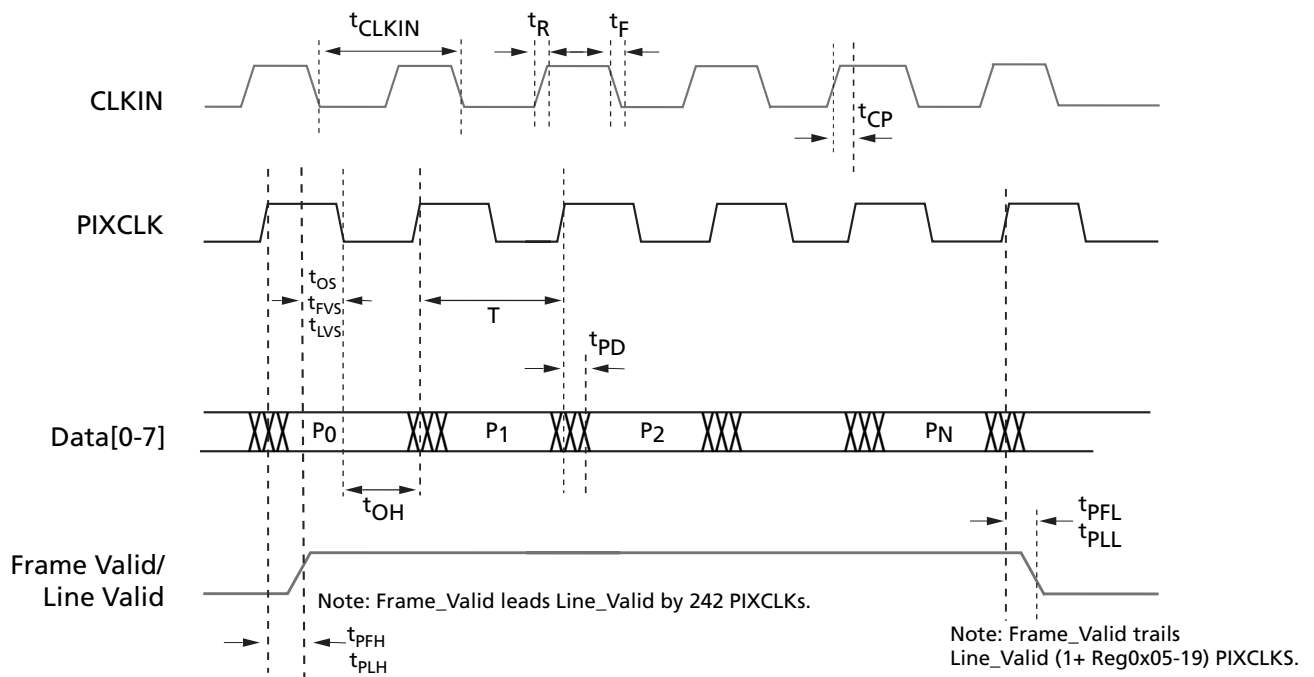 tCLKIN
tR
tF
CLKIN
tCP
PIXCLK
tOS
tFVS
tLVS
T
tPD
Data[0-7]
P0
P1
P2
PN
tOH
tPFL
tPLL
Frame Valid/
Line Valid
Note: Frame_Valid leads Line_Valid by 242 PIXCLKs.
tPFH
tPLH
Note: Frame_Valid trails
Line_Valid (1+ Reg0x05-19) PIXCLKS.